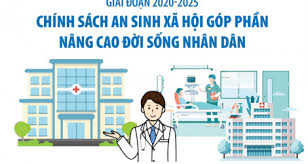 GIAI ĐOẠN 2020-2025
CHÍNH SÁCH AN SINH XÃ HỘI GÓP PHẦN
NÂNG CAO ĐỜI SỐNG NHÂN DÂN